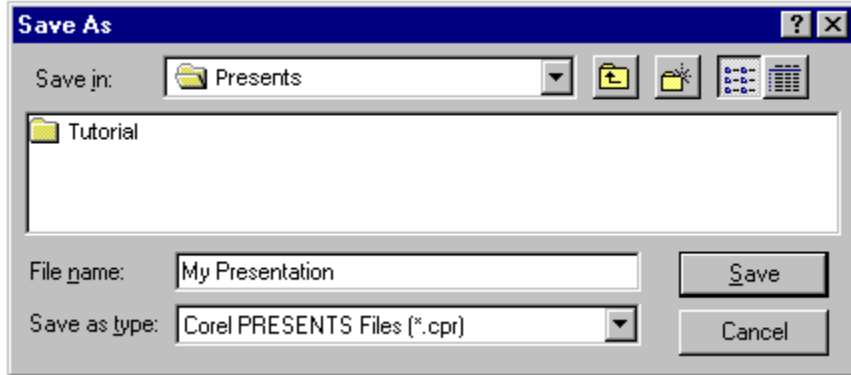 Save As
Save in: Presents
Tutorial
File name: My Presentation Save
Save as type: Corel PRESENTS Files (*.cpr) Cancel